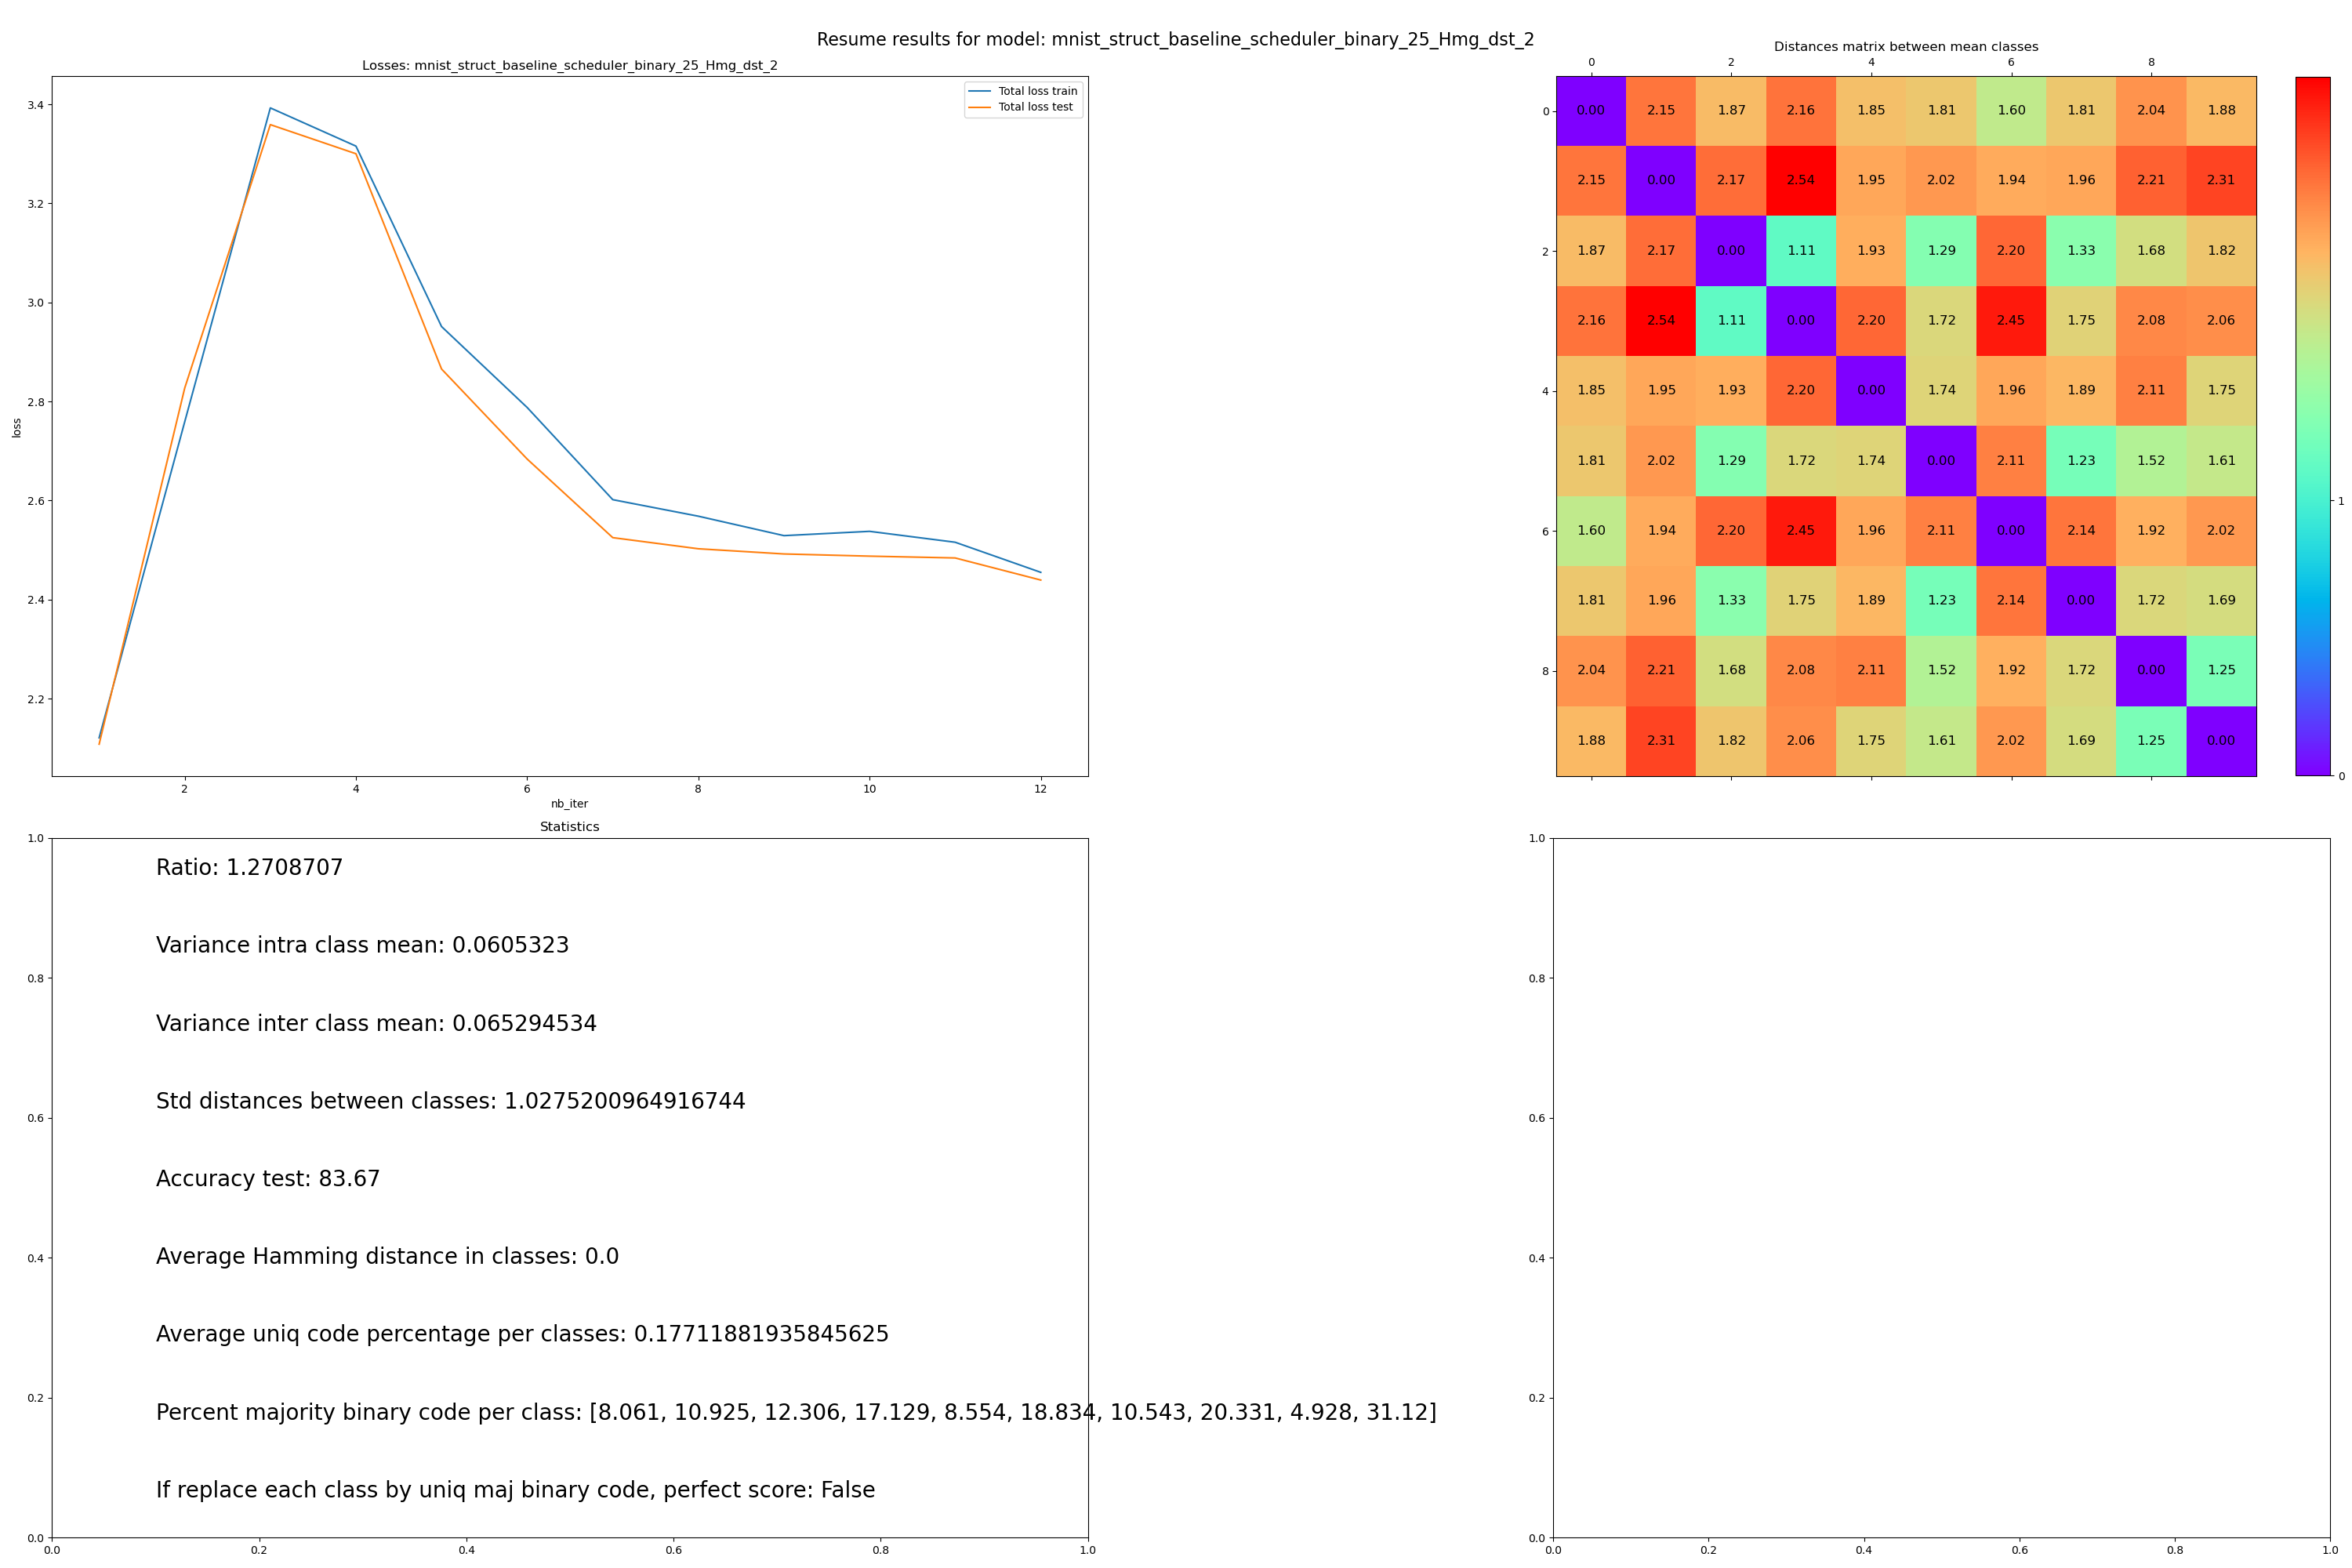 Resume results for model: mnist_struct_baseline_scheduler_binary_25_Hmg_dst_2
Losses: mnist_struct_baseline_scheduler_binary_25_Hmg_dst_2
Total loss train
Total loss test
3.4
3.2
3.0
2.8
2.6
2.4
2.2
loss
2 4 6 8 10 12
nb_iter
Distances matrix between mean classes
0 2 4 6 8
0 0.00 2.15 1.87 2.16 1.85 1.81 1.60 1.81 2.04 1.88
2.15 0.00 2.17 2.54 1.95 2.02 1.94 1.96 2.21 2.31
2 1.87 2.17 0.00 1.11 1.93 1.29 2.20 1.33 1.68 1.82
2.16 2.54 1.11 0.00 2.20 1.72 2.45 1.75 2.08 2.06
4 1.85 1.95 1.93 2.20 0.00 1.74 1.96 1.89 2.11 1.75
1.81 2.02 1.29 1.72 1.74 0.00 2.11 1.23 1.52 1.61
6 1.60 1.94 2.20 2.45 1.96 2.11 0.00 2.14 1.92 2.02
1.81 1.96 1.33 1.75 1.89 1.23 2.14 0.00 1.72 1.69
8 2.04 2.21 1.68 2.08 2.11 1.52 1.92 1.72 0.00 1.25
1.88 2.31 1.82 2.06 1.75 1.61 2.02 1.69 1.25 0.00
1
0
Statistics
1.0
0.8
0.6
0.4
0.2
0.0
Ratio: 1.2708707
Variance intra class mean: 0.0605323
Variance inter class mean: 0.065294534
Std distances between classes: 1.0275200964916744
Accuracy test: 83.67
Average Hamming distance in classes: 0.0
Average uniq code percentage per classes: 0.17711881935845625
Percent majority binary code per class: [8.061, 10.925, 12.306, 17.129, 8.554, 18.834, 10.543, 20.331, 4.928, 31.12]
If replace each class by uniq maj binary code, perfect score: False
0.0 0.2 0.4 0.6 0.8 1.0
1.0
0.8
0.6
0.4
0.2
0.0
0.0 0.2 0.4 0.6 0.8 1.0